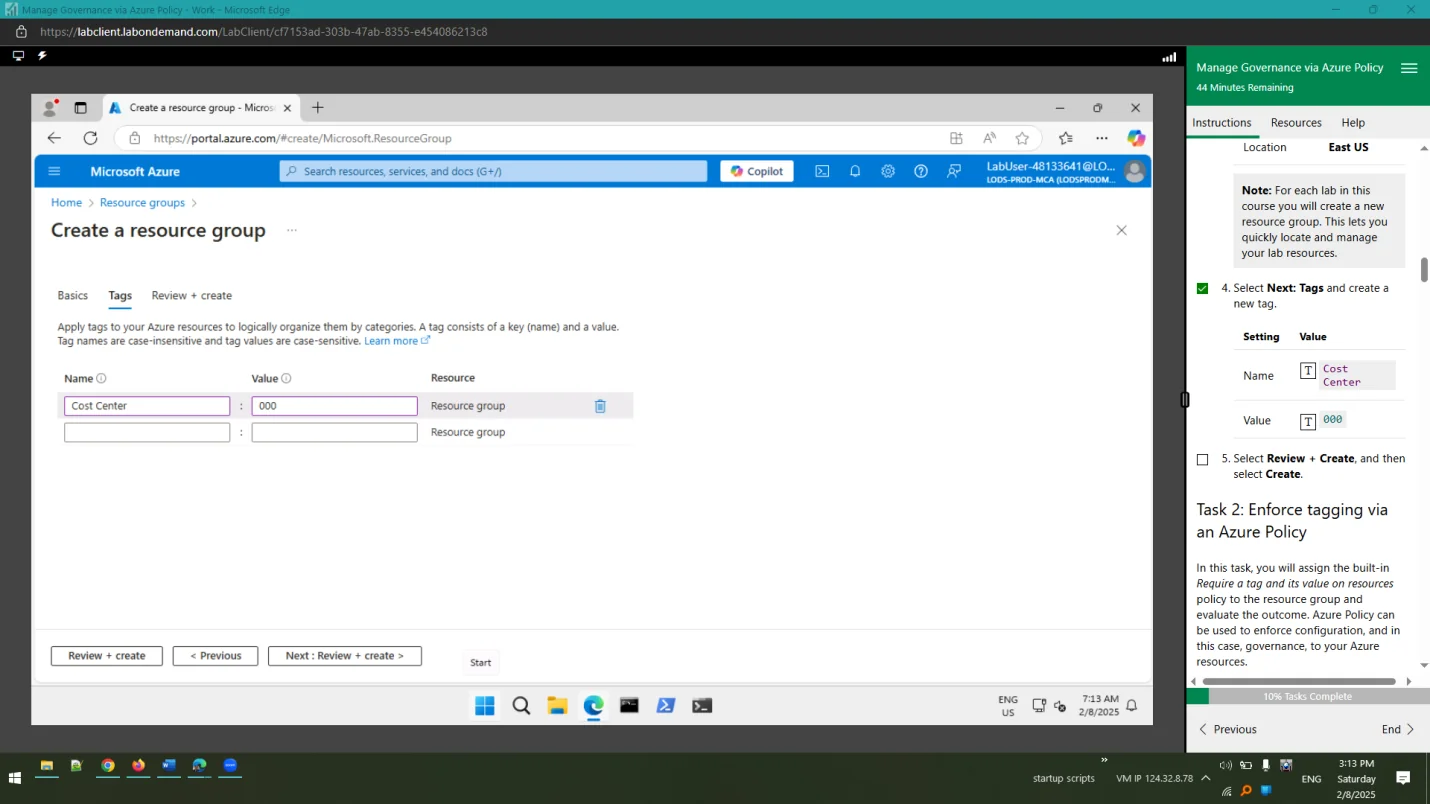 Manage Governance via Azure Policy - Work - Microsoft Edge
https://labclient.labondemand.com/LabClient/cf7153ad-303b-47ab-8355-e454086213c8
Create a resource group - Micros
https://portal.azure.com/#create/Microsoft.ResourceGroup
Microsoft Azure
Search resources, services, and docs (G+/)
Copilot
LabUser-48133641@LO...
LODS-PROD-MCA (LODSPRODM...
Home > Resource groups >
Create a resource group ...
Basics
Tags
Review + create
Apply tags to your Azure resources to logically organize them by categories. A tag consists of a key (name) and a value.
Tag names are case-insensitive and tag values are case-sensitive. Learn more
Name
Value
Resource
Cost Center : 000 Resource group
: Resource group
Review + create
< Previous
Next : Review + create >
Start
ENG
US
7:13 AM
2/8/2025
Manage Governance via Azure Policy
44 Minutes Remaining
Instructions
Resources
Help
Location East US
Note: For each lab in this
course you will create a new
resource group. This lets you
quickly locate and manage
your lab resources.
4. Select Next: Tags and create a
new tag.
Setting Value
Name T Cost
Center
Value T 000
5. Select Review + Create, and then
select Create.
Task 2: Enforce tagging via
an Azure Policy
In this task, you will assign the built-in
Require a tag and its value on resources
policy to the resource group and
evaluate the outcome. Azure Policy can
be used to enforce configuration, and in
this case, governance, to your Azure
resources.
10% Tasks Complete
< Previous
End >
startup scripts
»
VM IP 124.32.8.78
ENG
3:13 PM
Saturday
2/8/2025